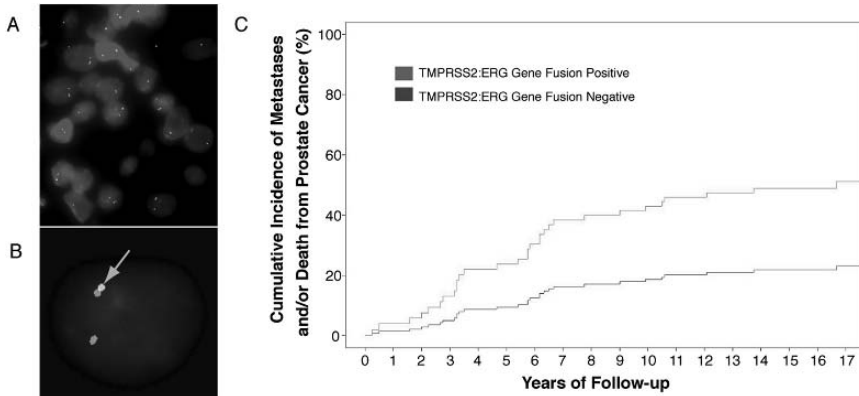 A
B
C
Cumulative Incidence of Metastases
and/or Death from Prostate Cancer (%)
100
80
60
40
20
0
TMPRSS2:ERG Gene Fusion Positive
TMPRSS2:ERG Gene Fusion Negative
0 1 2 3 4 5 6 7 8 9 10 11 12 13 14 15 16 17
Years of Follow-up